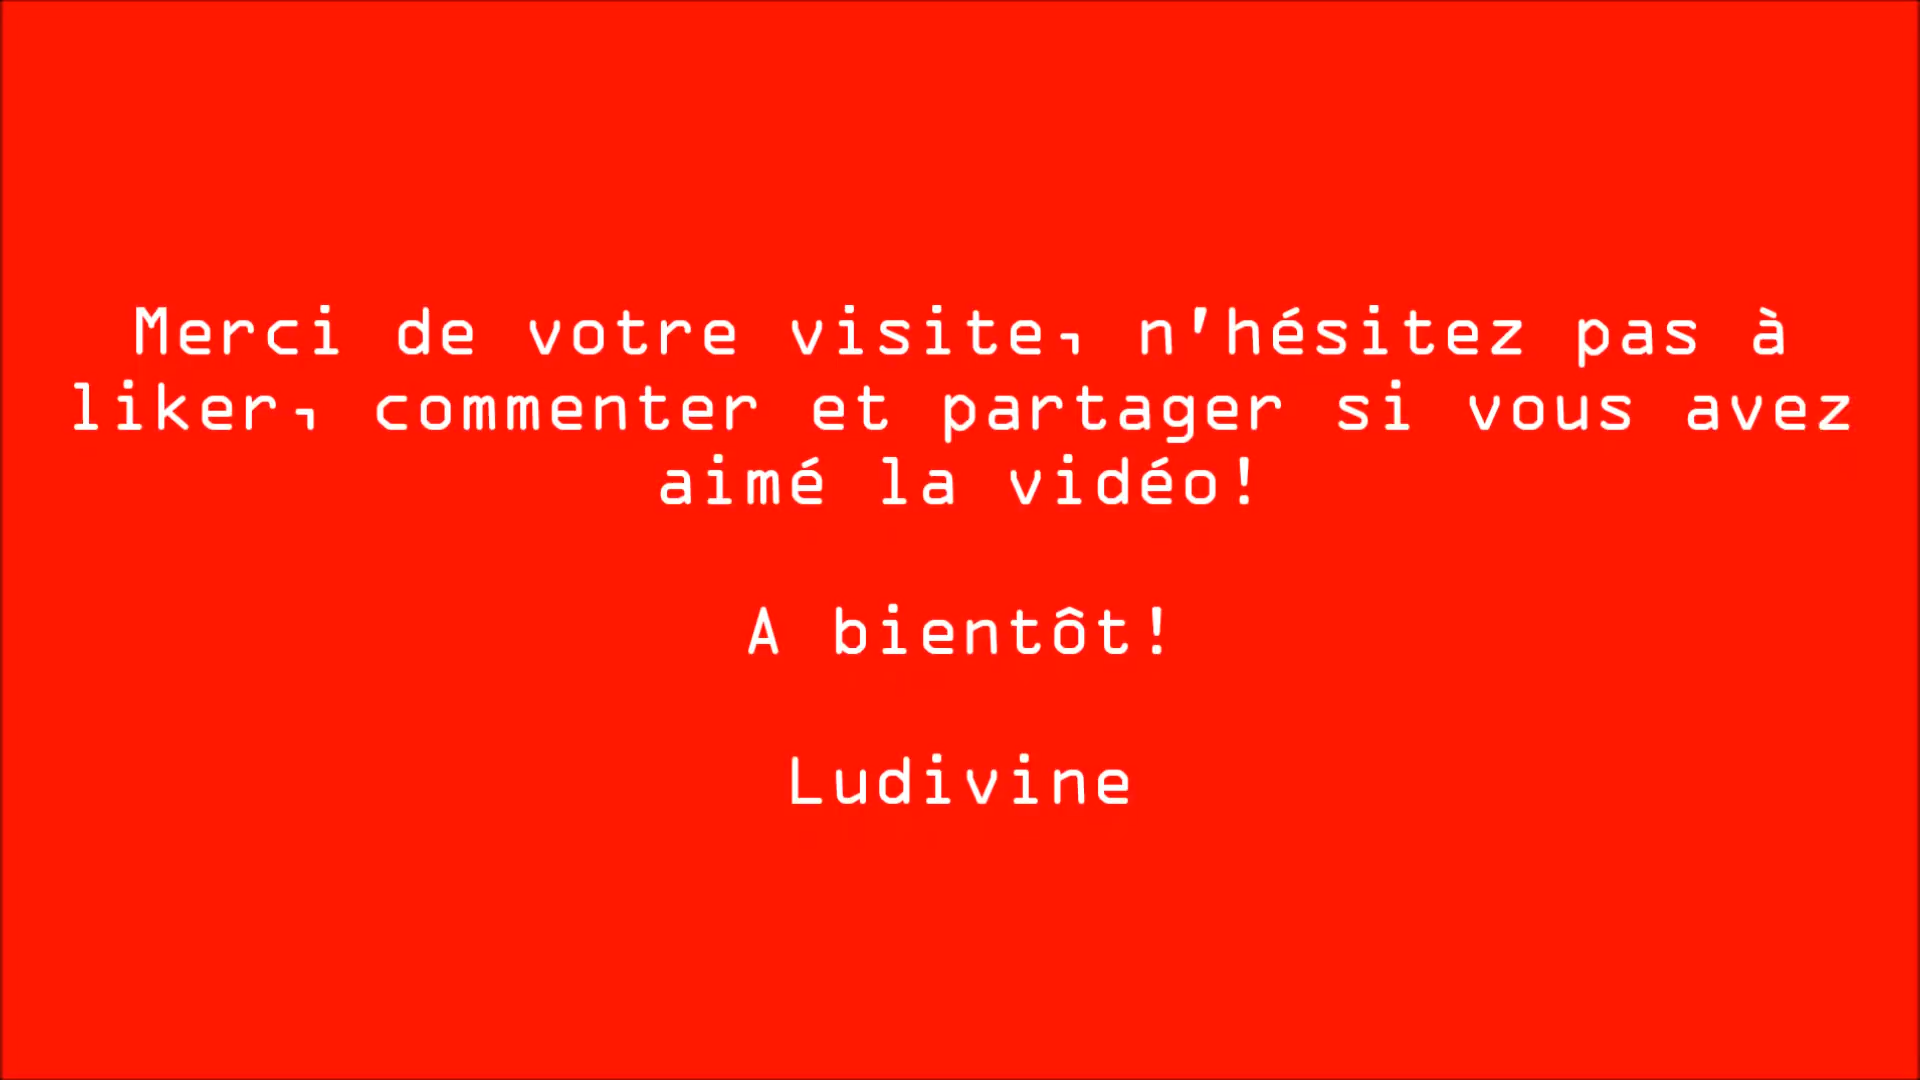 Merci de votre visite, n'hésitez pas à
liker, commenter et partager si vous avez
aimé la vidéo!
A bientôt!
Ludivine